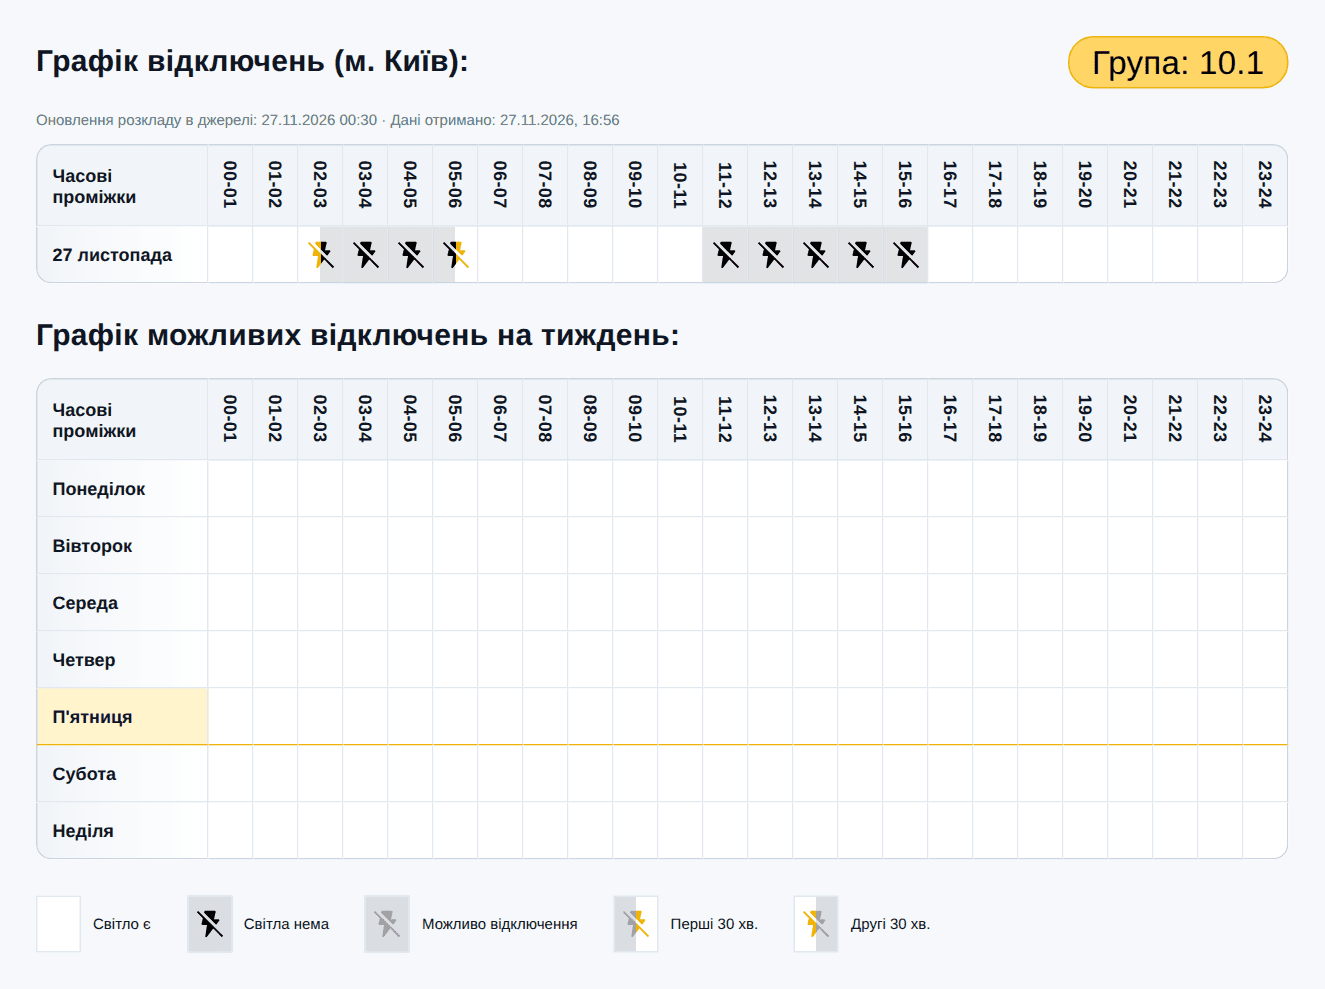 Графік відключень (м. Київ):
Група: 10.1
Оновлення розкладу в джерелі: 27.11.2026 00:30 · Дані отримано: 27.11.2026, 16:56
Часові
проміжки
00-01 01-02 02-03 03-04 04-05 05-06 06-07 07-08 08-09 09-10 10-11 11-12 12-13 13-14 14-15 15-16 16-17 17-18 18-19 19-20 20-21 21-22 22-23 23-24
27 листопада
Графік можливих відключень на тиждень:
Часові
проміжки
00-01 01-02 02-03 03-04 04-05 05-06 06-07 07-08 08-09 09-10 10-11 11-12 12-13 13-14 14-15 15-16 16-17 17-18 18-19 19-20 20-21 21-22 22-23 23-24
Понеділок
Вівторок
Середа
Четвер
П'ятниця
Субота
Неділя
Світло є Світла нема Можливо відключення Перші 30 хв. Другі 30 хв.